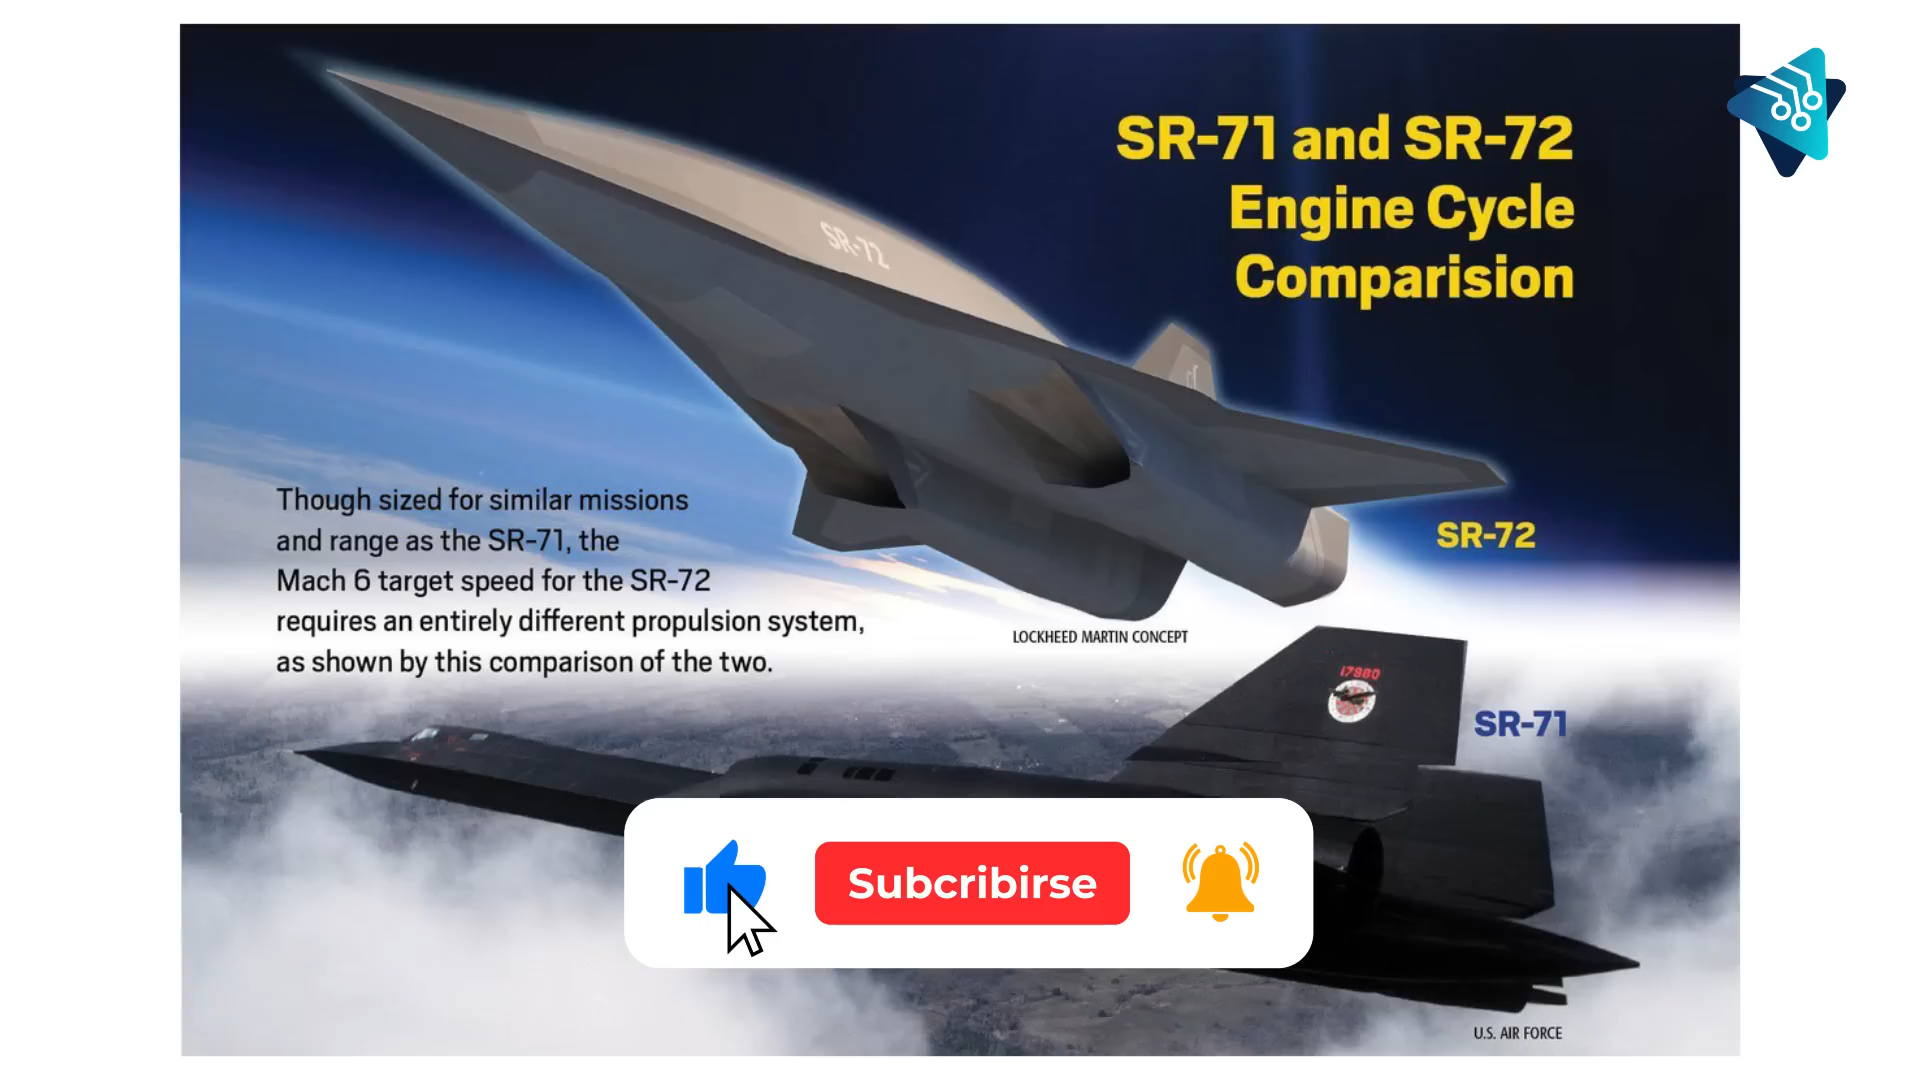 SR-71 and SR-72
Engine Cycle
Comparision
SR-72
Though sized for similar missions
and range as the SR-71, the
Mach 6 target speed for the SR-72
requires an entirely different propulsion system,
as shown by this comparison of the two.
SR-72
LOCKHEED MARTIN CONCEPT
17980
SR-71
Subcribirse
U.S. AIR FORCE